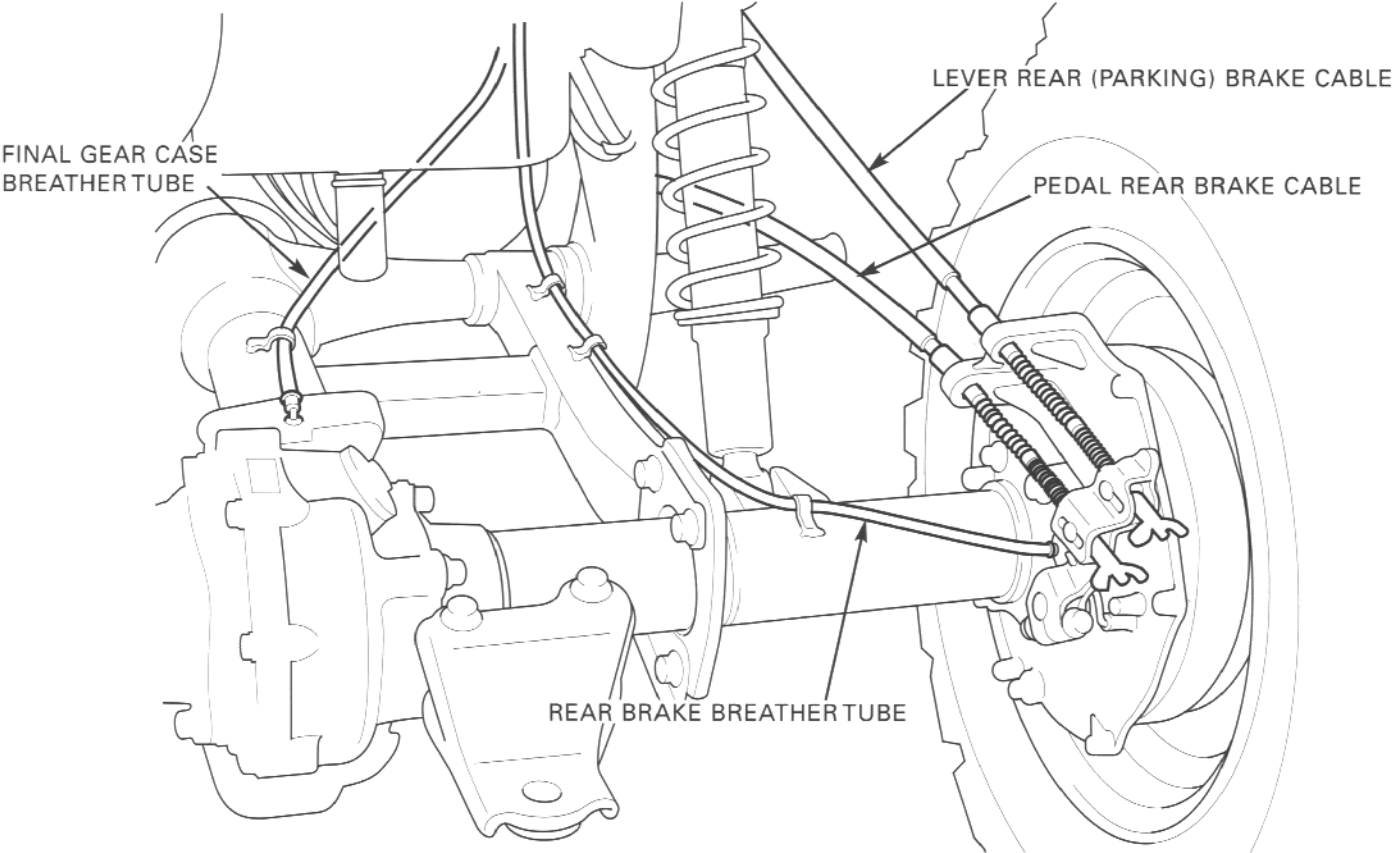 LEVER REAR (PARKING) BRAKE CABLE
FINAL GEAR CASE
BREATHER TUBE
PEDAL REAR BRAKE CABLE
REAR BRAKE BREATHER TUBE